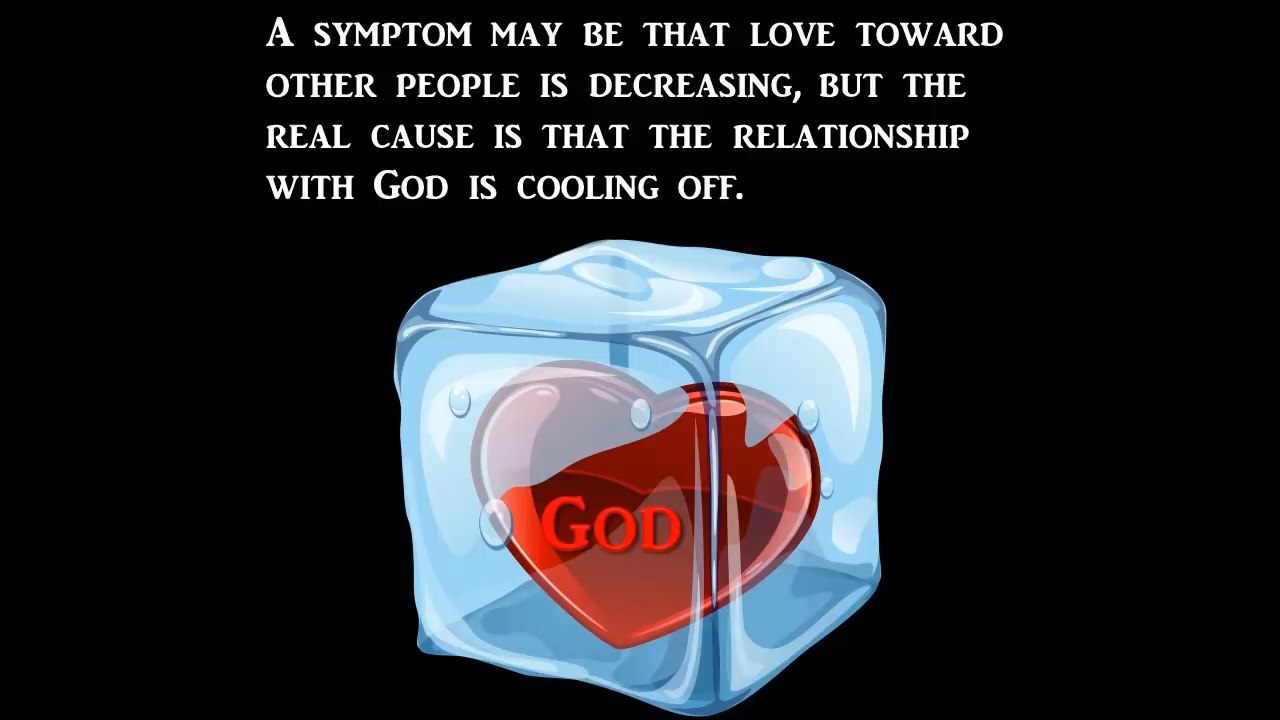 A symptom may be that love toward
other people is decreasing, but the
real cause is that the relationship
with God is cooling off.
God